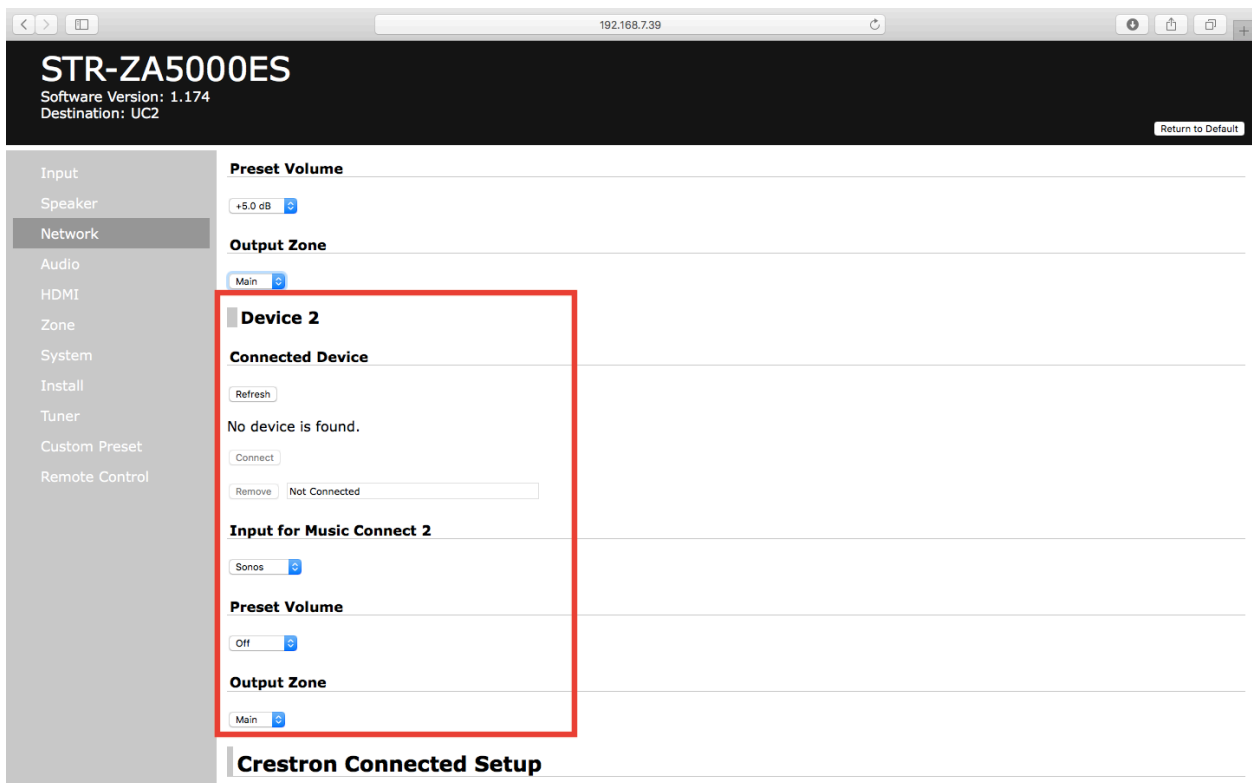 192.168.7.39
STR-ZA5000ES
Software Version: 1.174
Destination: UC2
Return to Default
Input
Speaker
Network
Audio
HDMI
Zone
System
Install
Tuner
Custom Preset
Remote Control
Preset Volume
+5.0 dB
Output Zone
Main
Device 2
Connected Device
Refresh
No device is found.
Connect
Remove Not Connected
Input for Music Connect 2
Sonos
Preset Volume
Off
Output Zone
Main
Crestron Connected Setup